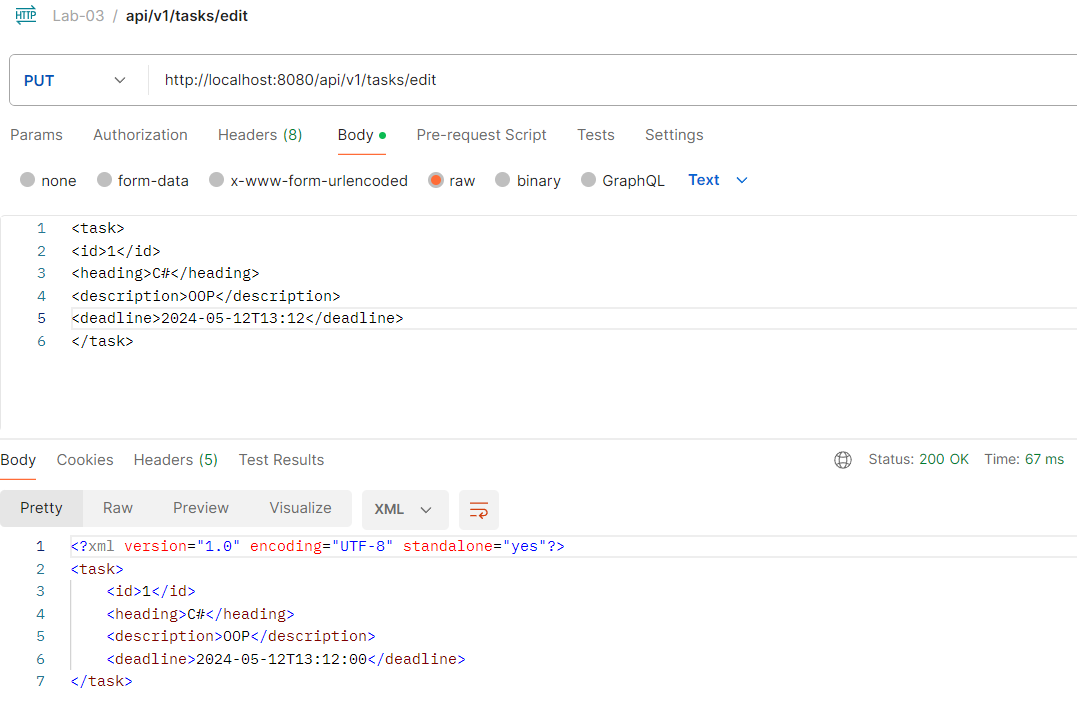 HTTP Lab-03 / api/v1/tasks/edit
PUT http://localhost:8080/api/v1/tasks/edit
Params Authorization Headers (8) Body Pre-request Script Tests Settings
none form-data x-www-form-urlencoded raw binary GraphQL Text
1 <task>
2 <id>1</id>
3 <heading>C#</heading>
4 <description>OOP</description>
5 <deadline>2024-05-12T13:12</deadline>
6 </task>
Body Cookies Headers (5) Test Results Status: 200 OK Time: 67 ms
Pretty Raw Preview Visualize XML
1 <?xml version="1.0" encoding="UTF-8" standalone="yes"?>
2 <task>
3 <id>1</id>
4 <heading>C#</heading>
5 <description>OOP</description>
6 <deadline>2024-05-12T13:12:00</deadline>
7 </task>